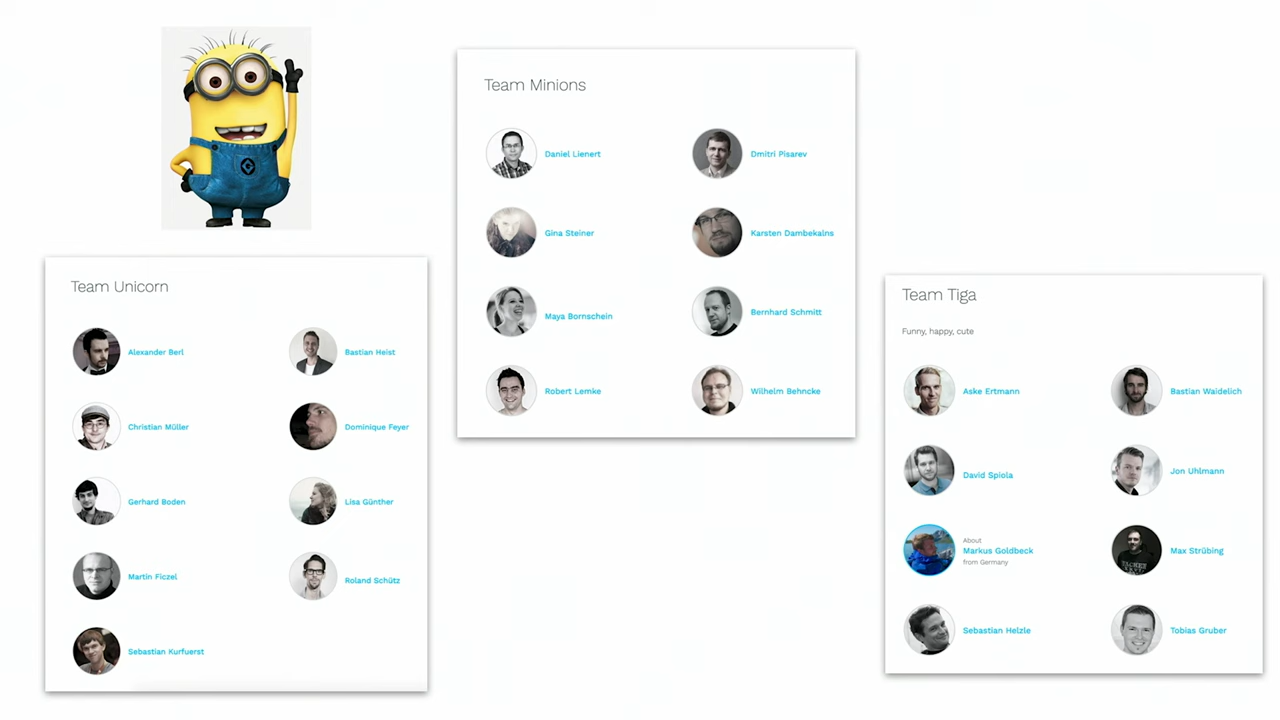 Team Minions
Daniel Lienert
Dmitri Pisarev
Gina Steiner
Karsten Dambekalns
Maya Bornschein
Bernhard Schmitt
Robert Lemke
Wilhelm Behncke
Team Unicorn
Alexander Berl
Bastian Heist
Christian Müller
Dominique Feyer
Gerhard Boden
Lisa Günther
Martin Ficzel
Roland Schütz
Sebastian Kurfuerst
Team Tiga
Funny, happy, cute
Aske Ertmann
Bastian Waidelich
David Spiola
Jon Uhlmann
About
Markus Goldbeck
from Germany
Max Strübing
Sebastian Helzle
Tobias Gruber